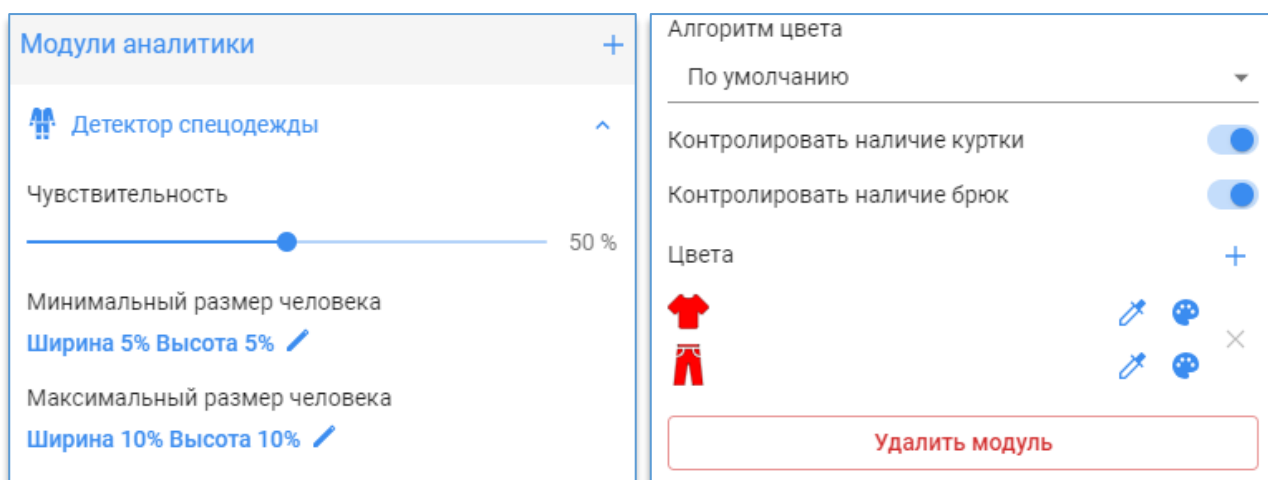 Модули аналитики
Детектор спецодежды
Чувствительность
50 %
Минимальный размер человека
Ширина 5% Высота 5%
Максимальный размер человека
Ширина 10% Высота 10%
Алгоритм цвета
По умолчанию
Контролировать наличие куртки
Контролировать наличие брюк
Цвета
Удалить модуль